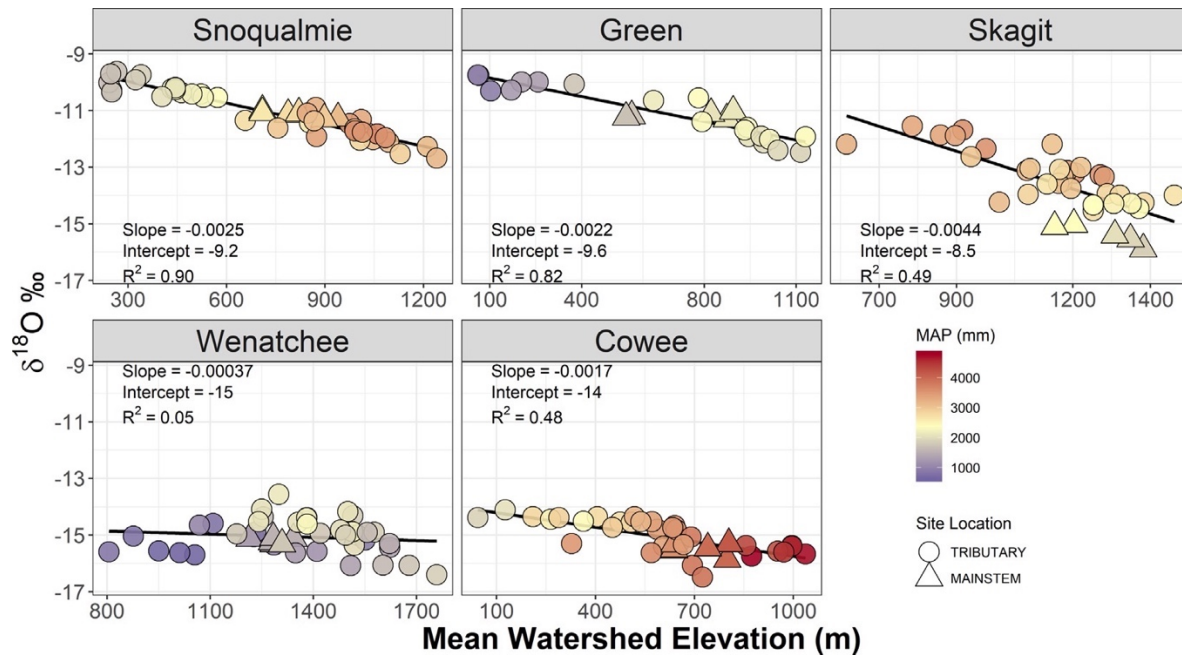 Snoqualmie
Green
Skagit
-9
-11
-13
-15
-17
Slope = -0.0025
Intercept = -9.2
R² = 0.90
Slope = -0.0022
Intercept = -9.6
R² = 0.82
Slope = -0.0044
Intercept = -8.5
R² = 0.49
300 600 900 1200
100 400 800 1100
700 900 1200 1400
δ¹⁸O ‰
Wenatchee
Cowee
-9
-11
-13
-15
-17
Slope = -0.00037
Intercept = -15
R² = 0.05
Slope = -0.0017
Intercept = -14
R² = 0.48
800 1100 1400 1700
100 400 700 1000
Mean Watershed Elevation (m)
MAP (mm)
4000
3000
2000
1000
Site Location
TRIBUTARY
MAINSTEM